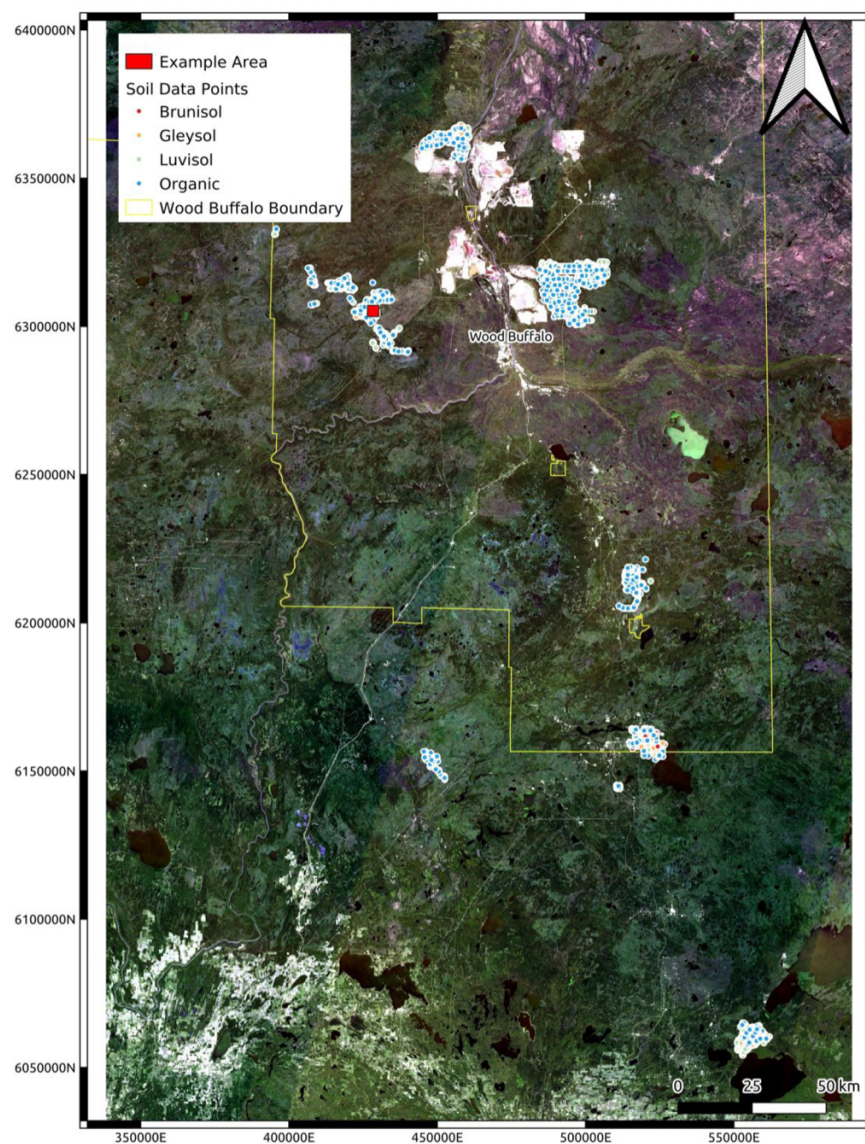 6400000N
Example Area
Soil Data Points
Brunisol
Gleysol
Luvisol
Organic
Wood Buffalo Boundary
6350000N
6300000N
Wood Buffalo
6250000N
6200000N
6150000N
6100000N
6050000N
0 25 50 km
350000E 400000E 450000E 500000E 550000E